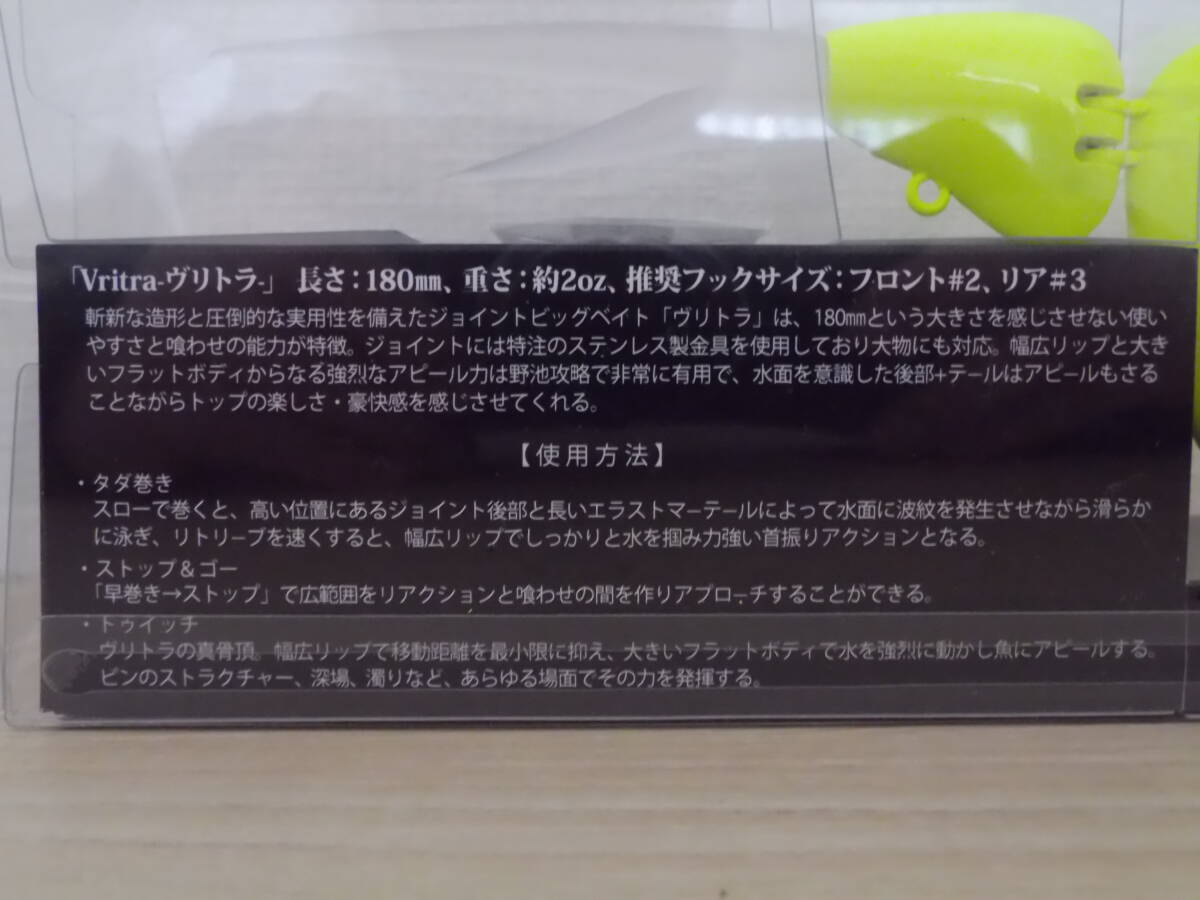 「Vritra-ヴリトラ-」 長さ：180㎜、重さ：約2oz、推奨フックサイズ：フロント#2、リア#3
斬新な造形と圧倒的な実用性を備えたジョイントビッグベイト「ヴリトラ」は、180㎜という大きさを感じさせない使い
やすさと喰わせの能力が特徴。ジョイントには特注のステンレス製金具を使用しており大物にも対応。幅広リップと大き
いフラットボディからなる強烈なアピール力は野池攻略で非常に有用で、水面を意識した後部+テールはアピールもさる
ことながらトップの楽しさ・豪快感を感じさせてくれる。
【使用方法】
・タダ巻き
スローで巻くと、高い位置にあるジョイント後部と長いエラストマーテールによって水面に波紋を発生させながら滑らか
に泳ぎ、リトリーブを速くすると、幅広リップでしっかりと水を掴み力強い首振りアクションとなる。
・ストップ＆ゴー
「早巻き→ストップ」で広範囲をリアクションと喰わせの間を作りアプローチすることができる。
・トゥイッチ
ヴリトラの真骨頂。幅広リップで移動距離を最小限に抑え、大きいフラットボディで水を強烈に動かし魚にアピールする。
ピンのストラクチャー、深場、濁りなど、あらゆる場面でその力を発揮する。